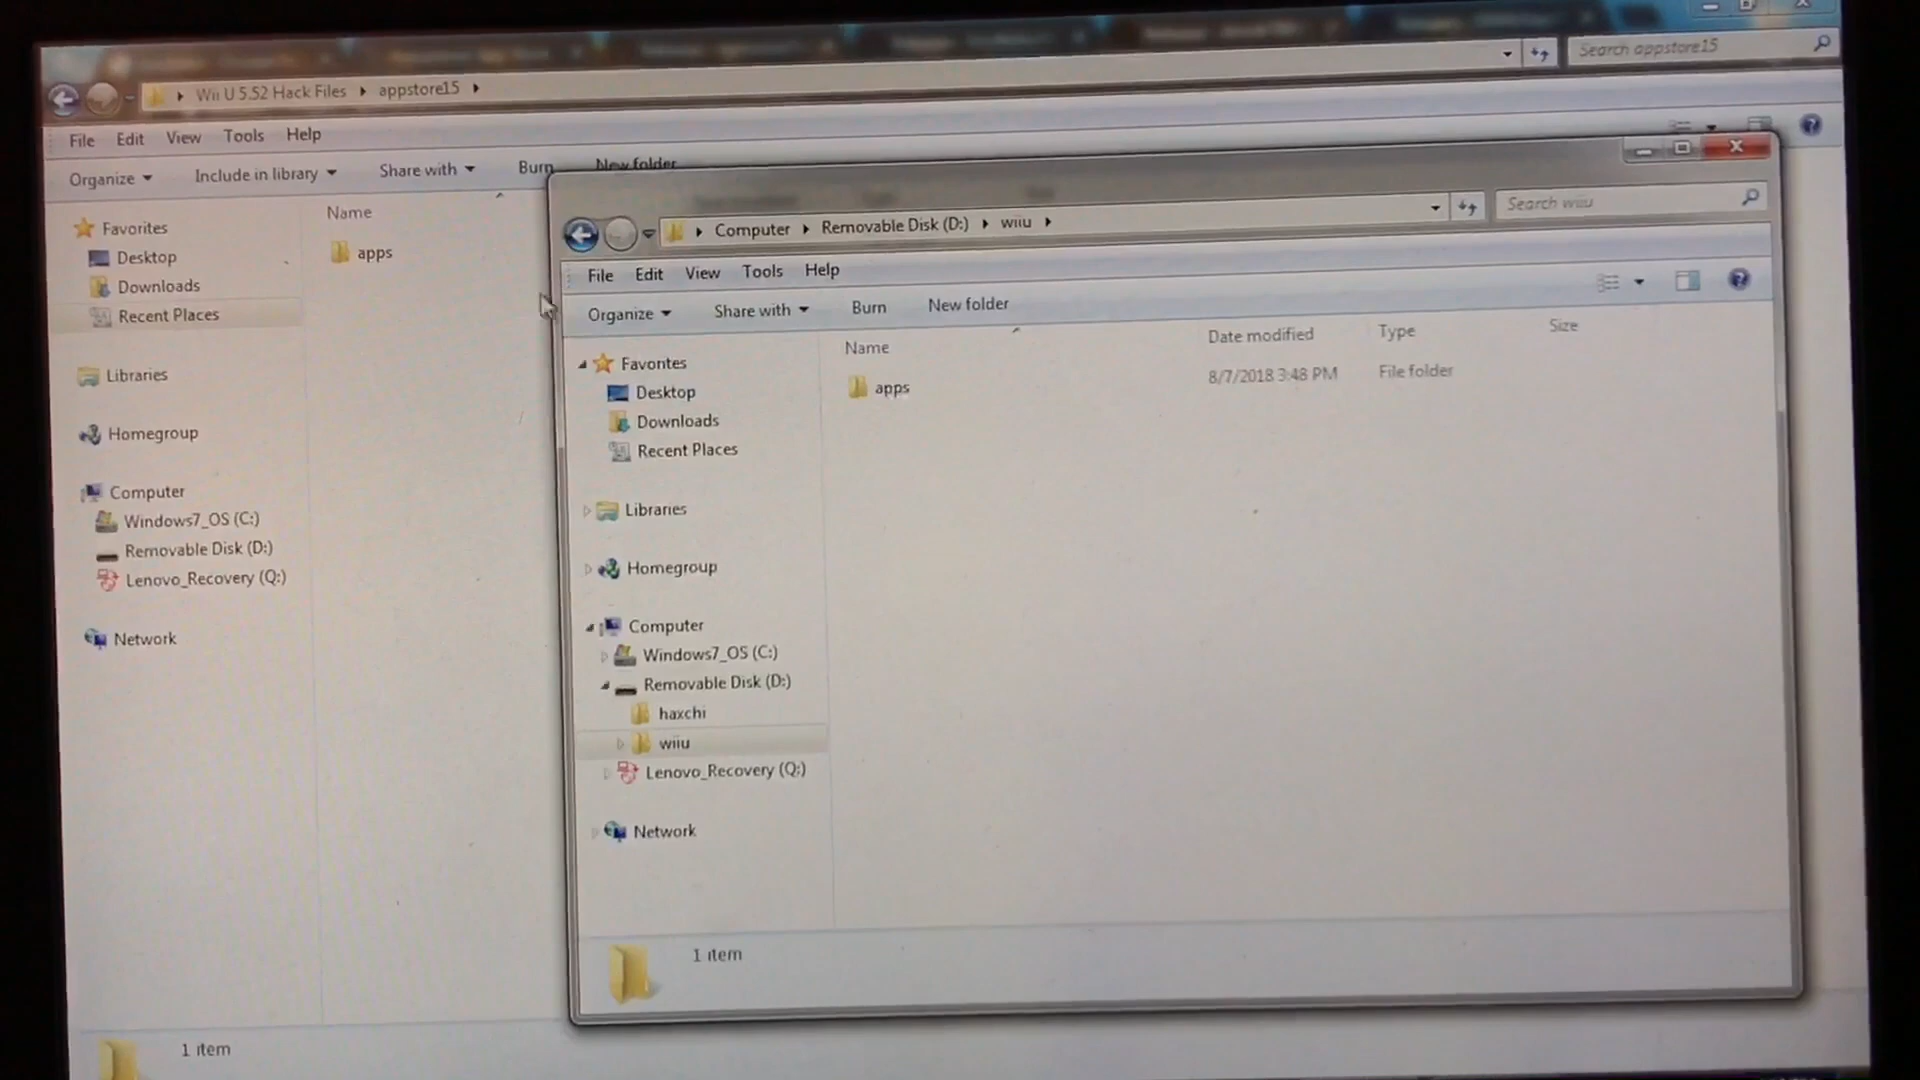 Wii U 5.52 Hack Files appstore15
Search appstore15
File Edit View Tools Help
Organize Include in library Share with Burn New folder
Name
Favorites
Desktop
Downloads
Recent Places
Libraries
Homegroup
Computer
Windows7_OS (C:)
Removable Disk (D:)
Lenovo_Recovery (Q:)
Network
apps
1 item
Computer Removable Disk (D:) wiiu
Search wiiu
File Edit View Tools Help
Organize Share with Burn New folder
Name Date modified Type Size
apps 8/7/2018 3:48 PM File folder
Favorites
Desktop
Downloads
Recent Places
Libraries
Homegroup
Computer
Windows7_OS (C:)
Removable Disk (D:)
haxchi
wiiu
Lenovo_Recovery (Q:)
Network
1 item